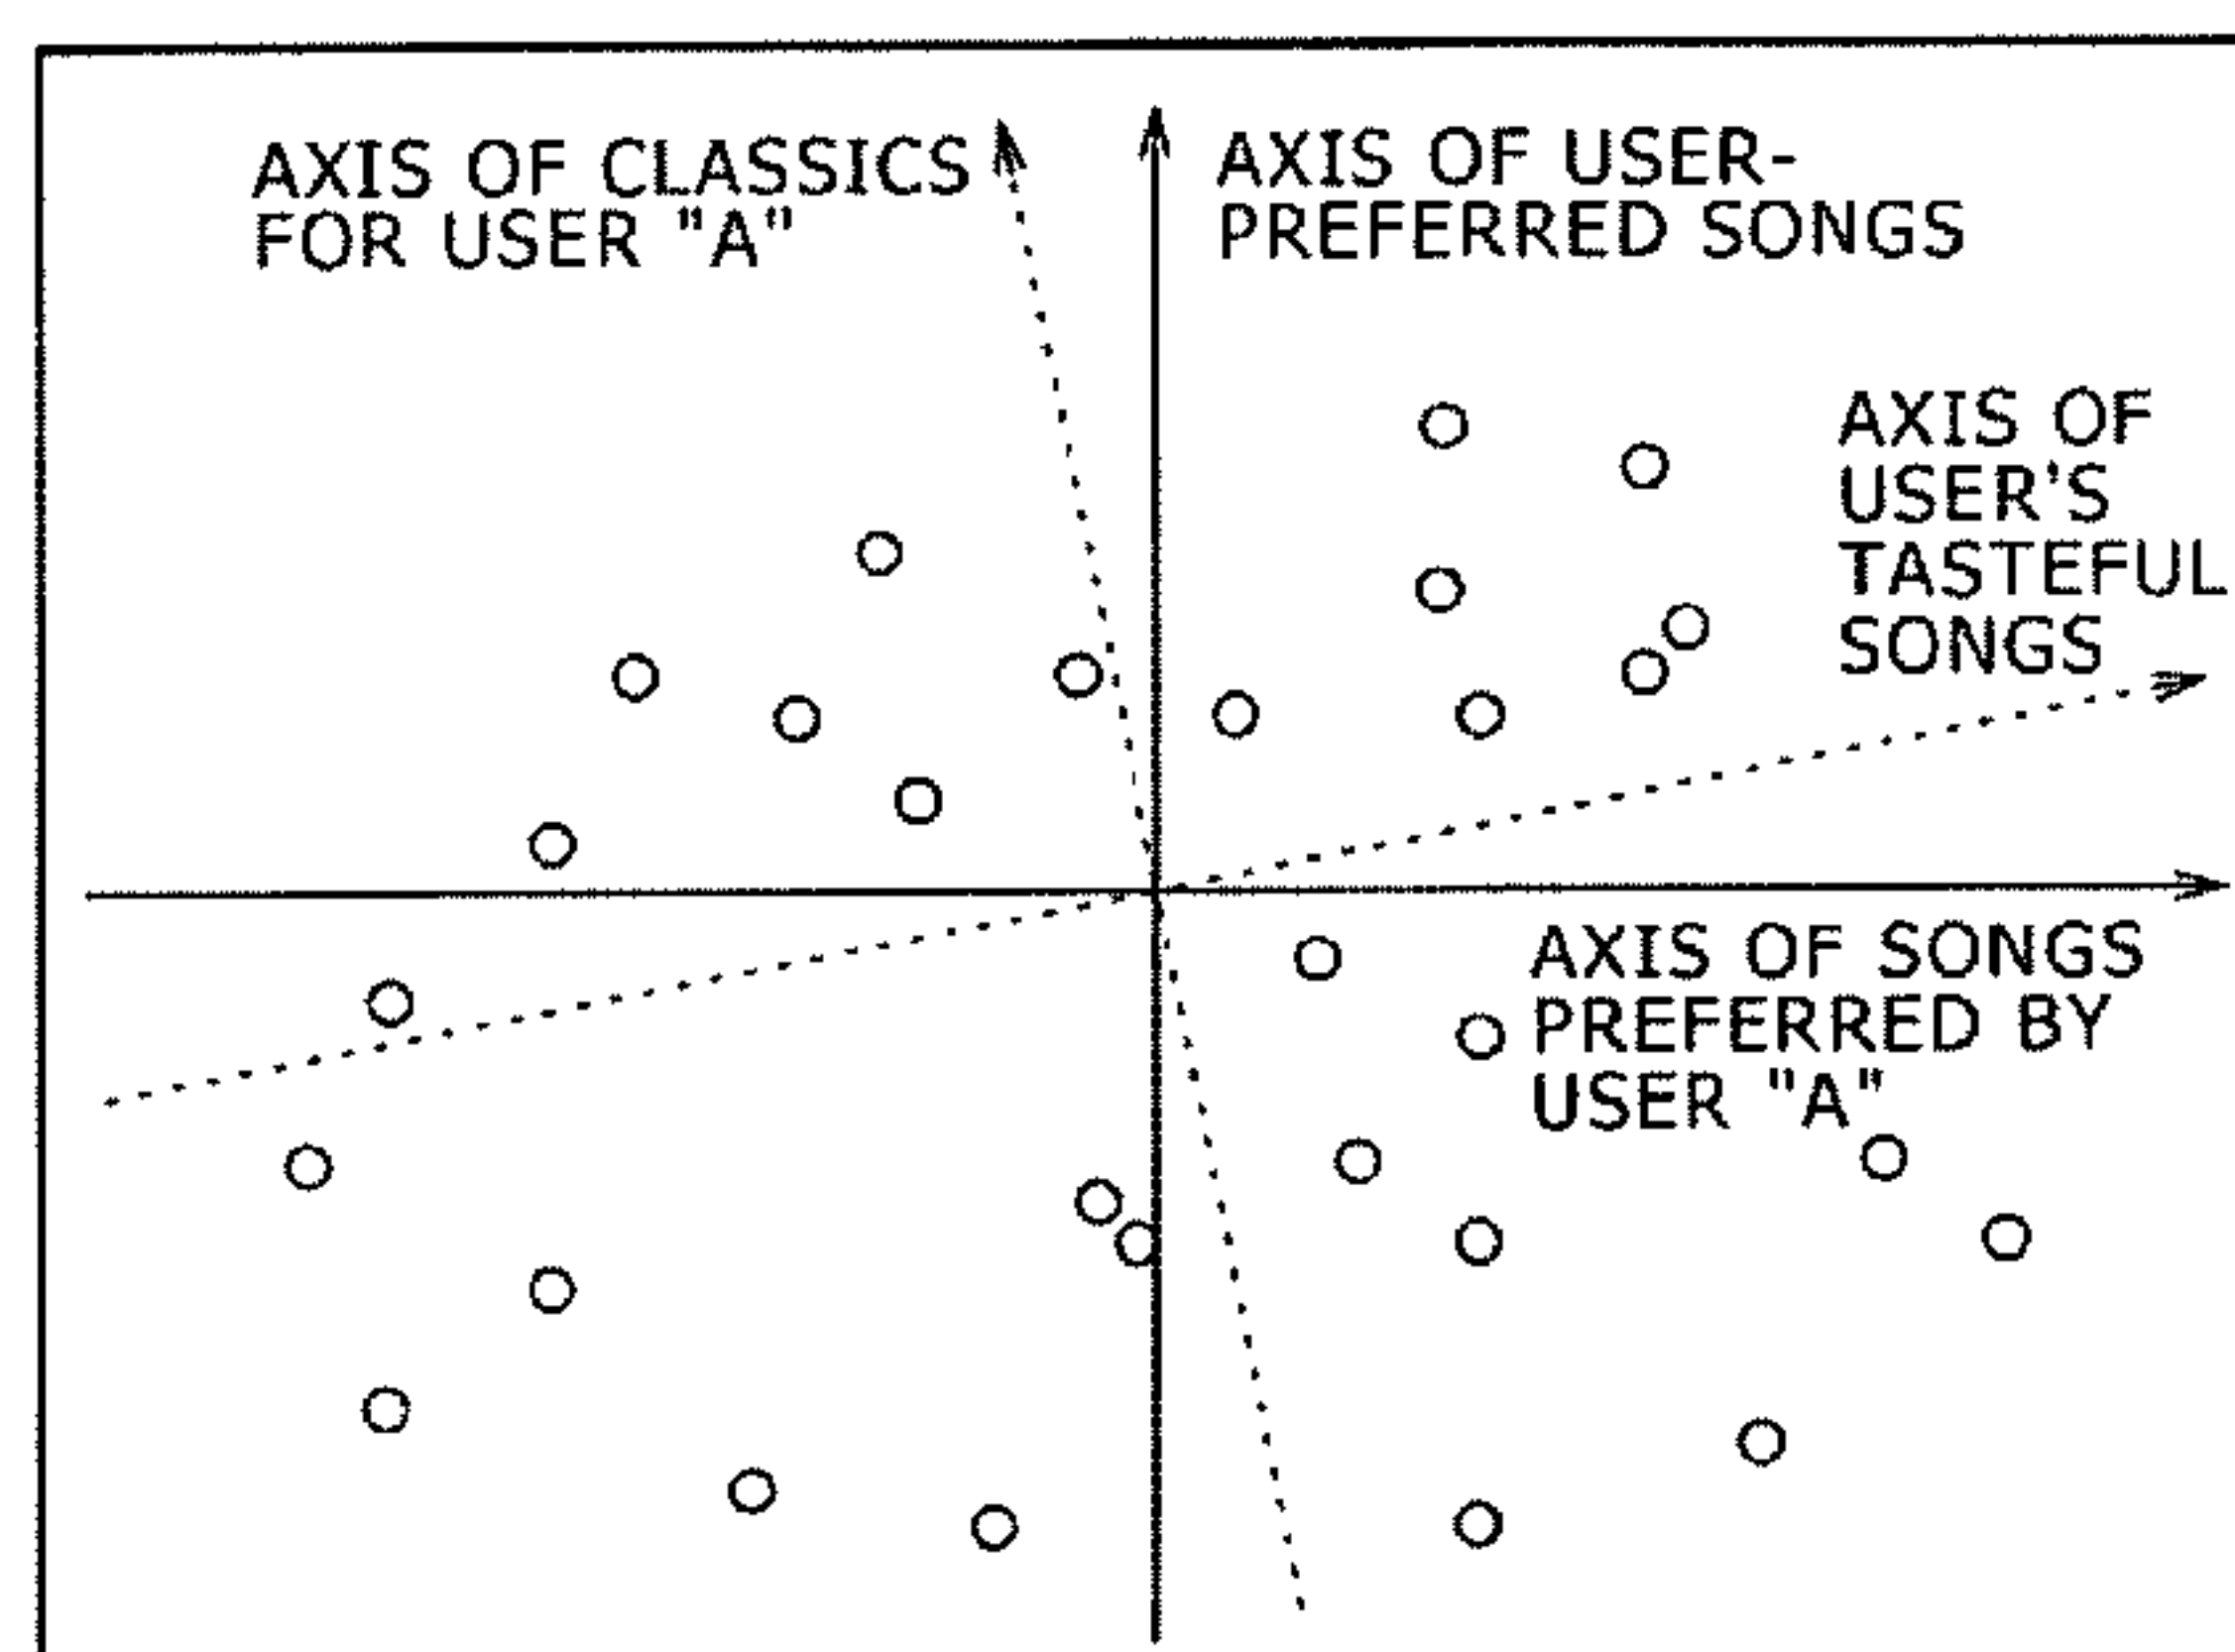 AXIS OF CLASSICS
FOR USER "A"
AXIS OF USER-
PREFERRED SONGS
AXIS OF
USER'S
TASTEFUL
SONGS
AXIS OF SONGS
PREFERRED BY
USER "A"